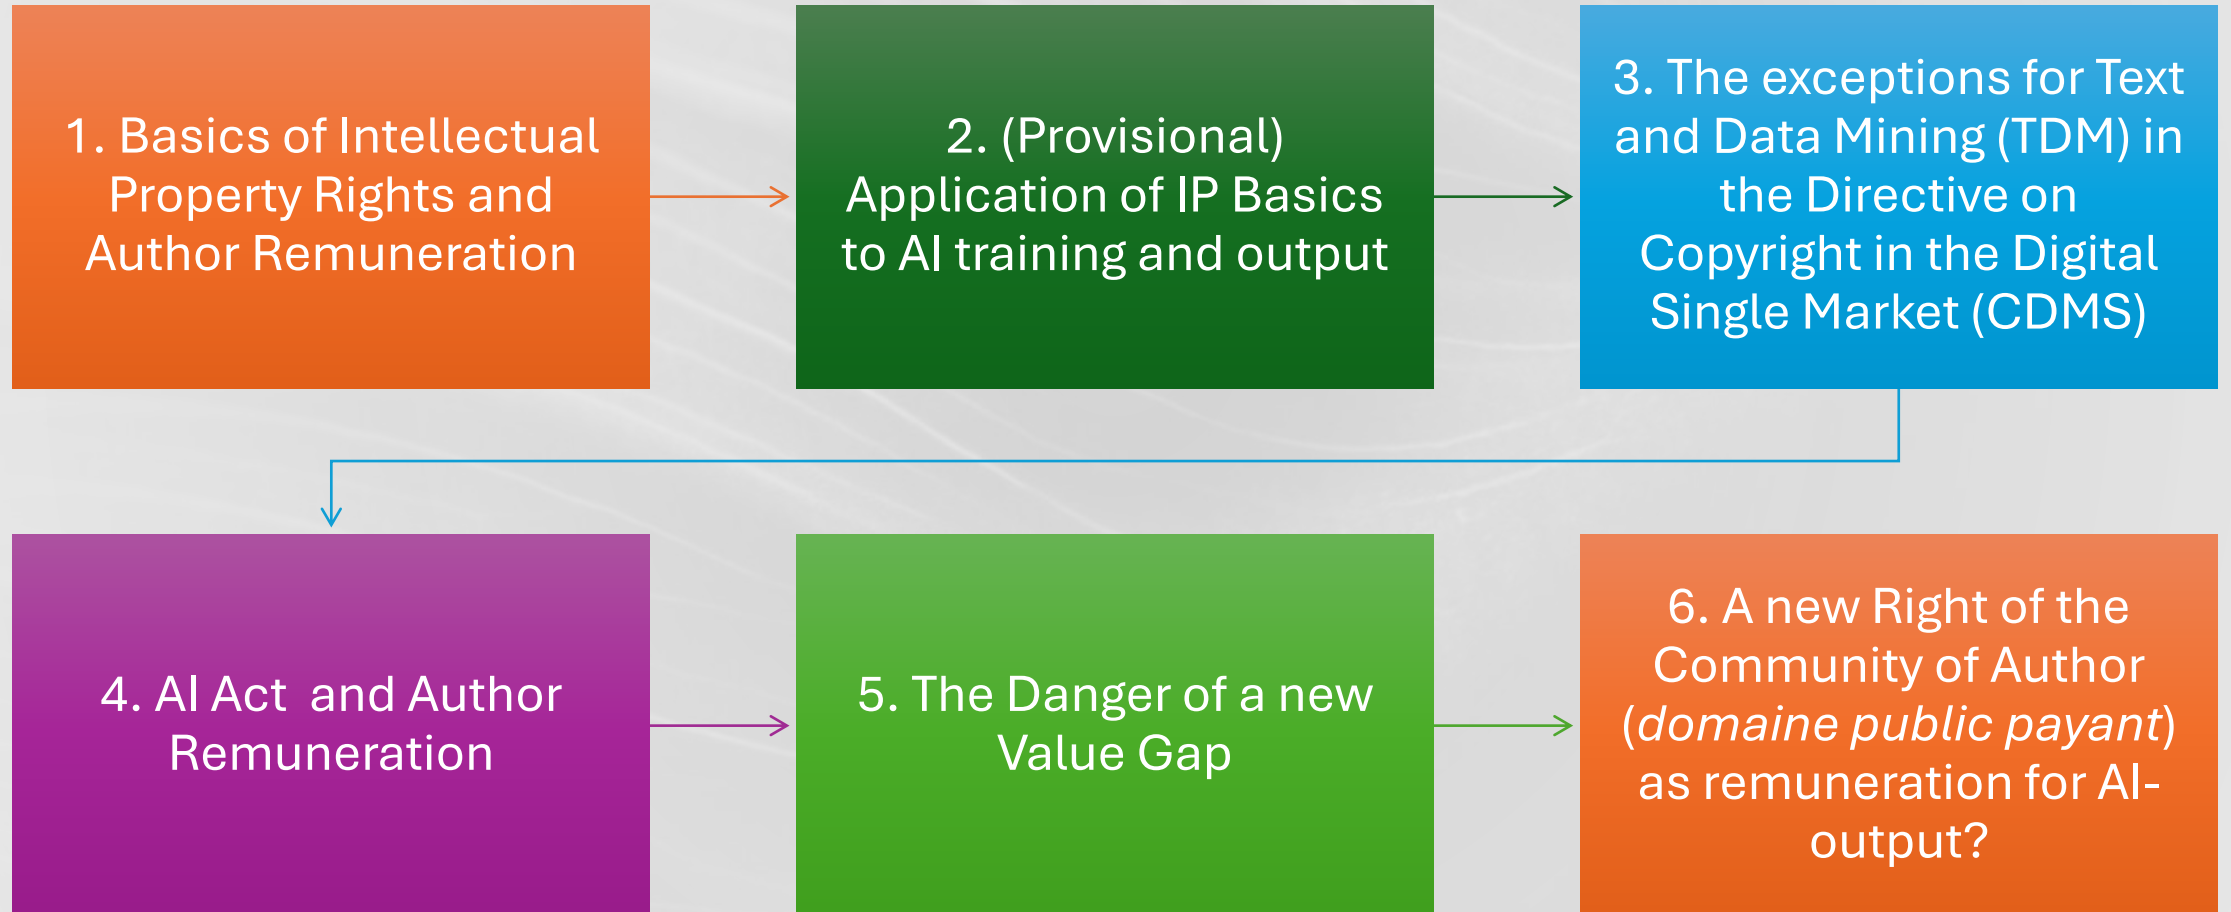 1. Basics of Intellectual
Property Rights and
Author Remuneration
2. (Provisional)
Application of IP Basics
to AI training and output
3. The exceptions for Text
and Data Mining (TDM) in
the Directive on
Copyright in the Digital
Single Market (CDMS)
4. AI Act  and Author
Remuneration
5. The Danger of a new
Value Gap
6. A new Right of the
Community of Author
(domaine public payant)
as remuneration for AI-
output?